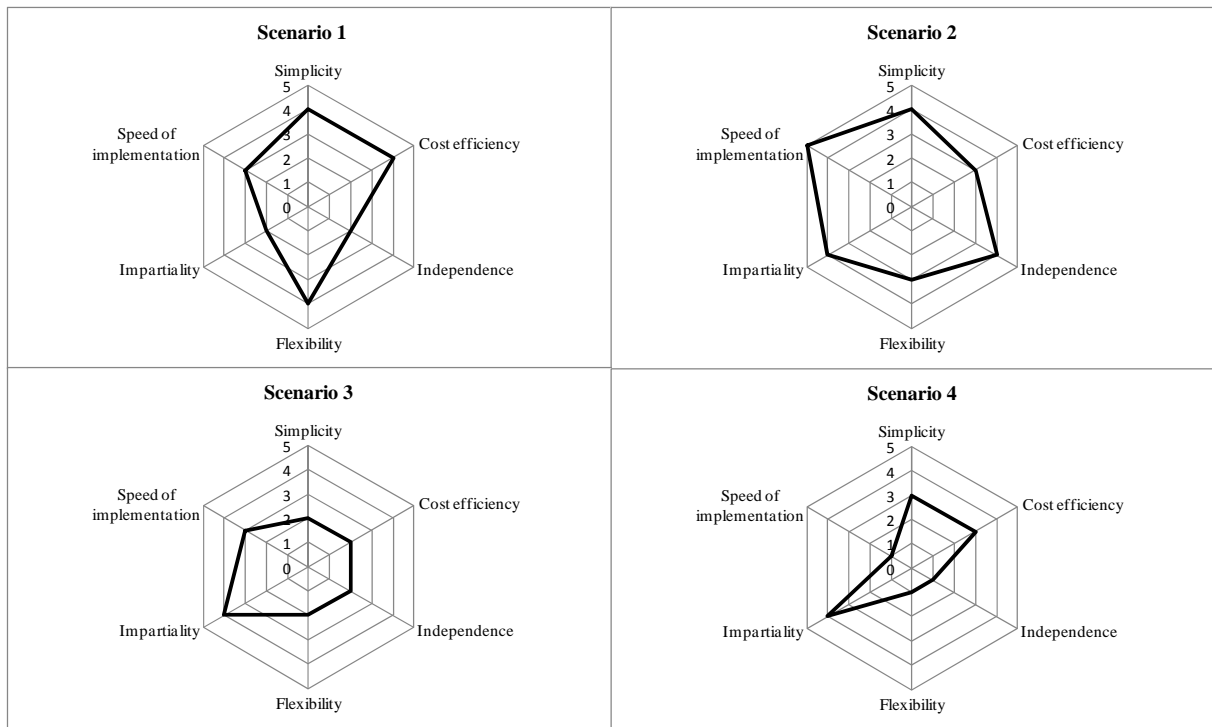 Scenario 1
Simplicity
5
4
3
2
1
0
Speed of
implementation
Cost efficiency
Impartiality
Independence
Flexibility
Scenario 2
Simplicity
5
4
3
2
1
0
Speed of
implementation
Cost efficiency
Impartiality
Independence
Flexibility
Scenario 3
Simplicity
5
4
3
2
1
0
Speed of
implementation
Cost efficiency
Impartiality
Independence
Flexibility
Scenario 4
Simplicity
5
4
3
2
1
0
Speed of
implementation
Cost efficiency
Impartiality
Independence
Flexibility